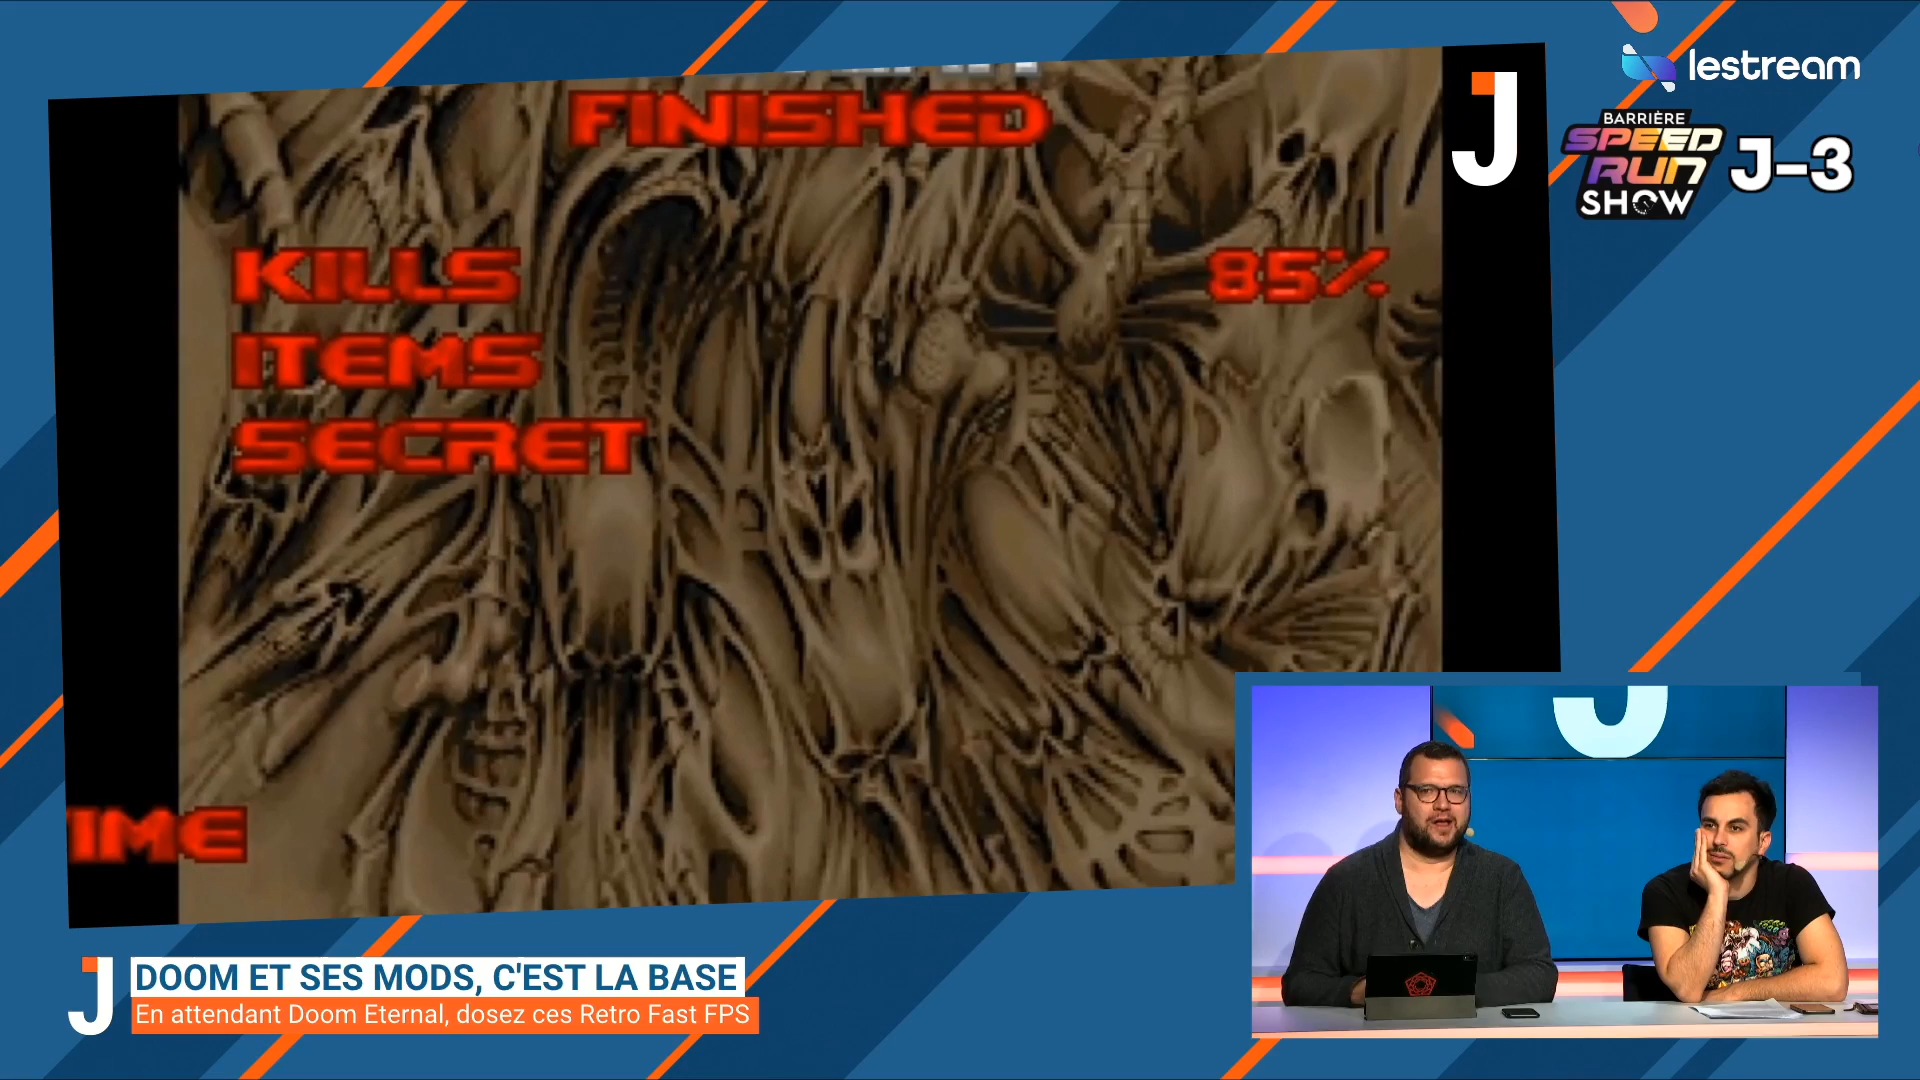 lestream
BARRIÈRE
SPEED
RUN
SHOW
J-3
J
FINISHED
KILLS 85%
ITEMS
SECRET
IME
J
J
DOOM ET SES MODS, C'EST LA BASE
En attendant Doom Eternal, dosez ces Retro Fast FPS